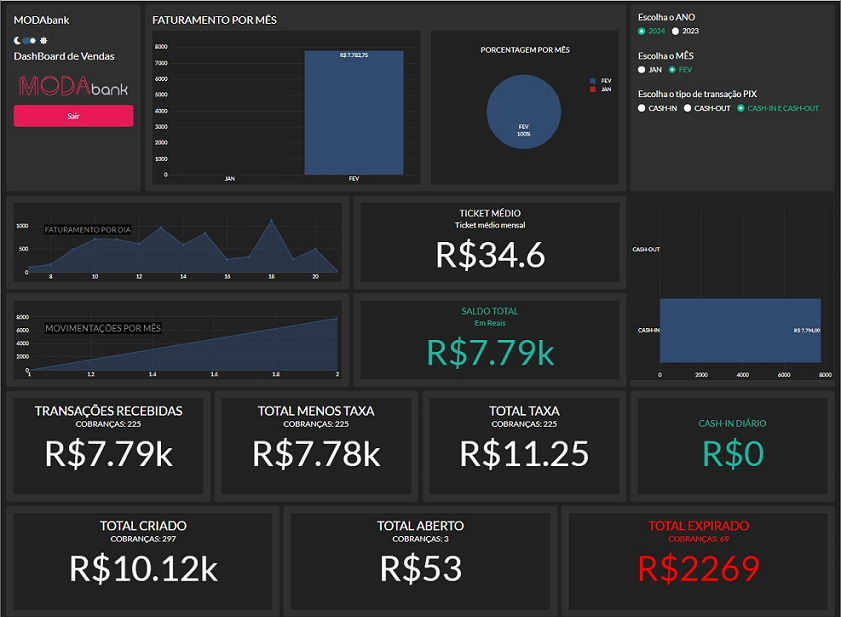 MODAbank
DashBoard de Vendas
MODAbank
Sair
FATURAMENTO POR MÊS
8000
7000
6000
5000
4000
3000
2000
1000
0
R$ 7.782,75
JAN
FEV
PORCENTAGEM POR MÊS
FEV
100%
FEV
JAN
Escolha o ANO
2024 2023
Escolha o MÊS
JAN FEV
Escolha o tipo de transação PIX
CASH-IN CASH-OUT CASH-IN E CASH-OUT
FATURAMENTO POR DIA
1000
500
0
8 10 12 14 16 18 20
TICKET MÉDIO
Ticket médio mensal
R$34.6
CASH-OUT
CASH-IN
R$ 7.794,00
0 2000 4000 6000 8000
MOVIMENTAÇÕES POR MÊS
8000
6000
4000
2000
0
1 1.2 1.4 1.6 1.8 2
SALDO TOTAL
Em Reais
R$7.79k
TRANSAÇÕES RECEBIDAS
COBRANÇAS: 225
R$7.79k
TOTAL MENOS TAXA
COBRANÇAS: 225
R$7.78k
TOTAL TAXA
COBRANÇAS: 225
R$11.25
CASH-IN DIÁRIO
R$0
TOTAL CRIADO
COBRANÇAS: 297
R$10.12k
TOTAL ABERTO
COBRANÇAS: 3
R$53
TOTAL EXPIRADO
COBRANÇAS: 69
R$2269